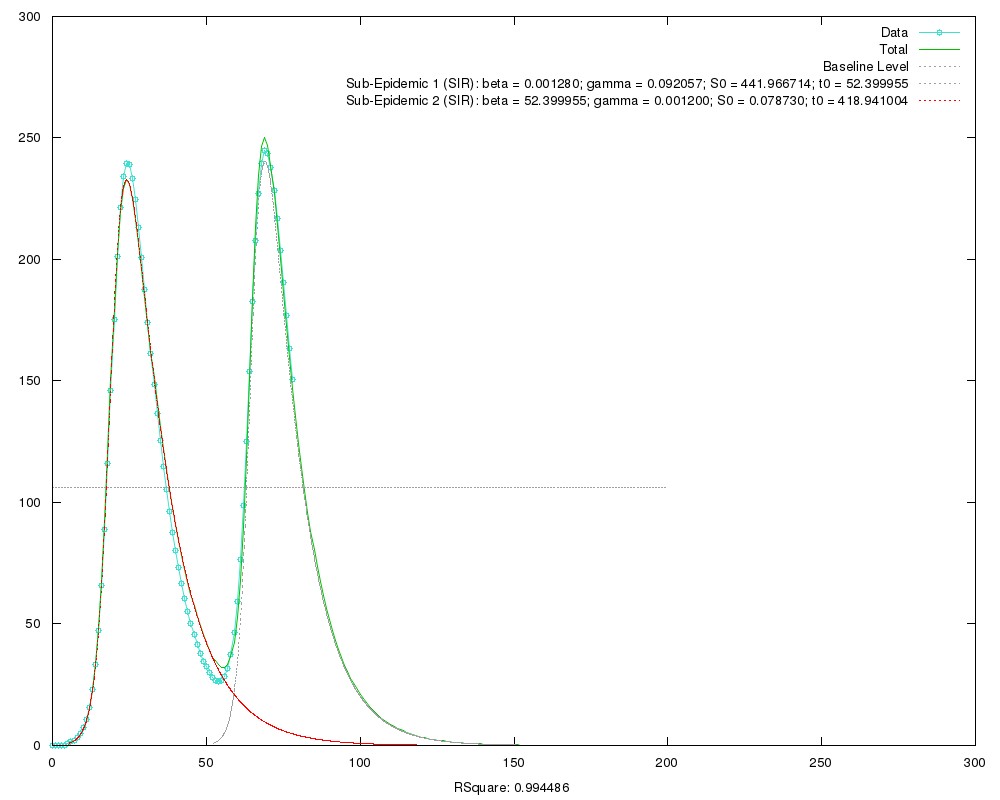 300
250
200
150
100
50
0
Data
Total
Baseline Level
Sub-Epidemic 1 (SIR): beta = 0.001280; gamma = 0.092057; S0 = 441.966714; t0 = 52.399955
Sub-Epidemic 2 (SIR): beta = 52.399955; gamma = 0.001200; S0 = 0.078730; t0 = 418.941004
0 50 100 150 200 250 300
RSquare: 0.994486